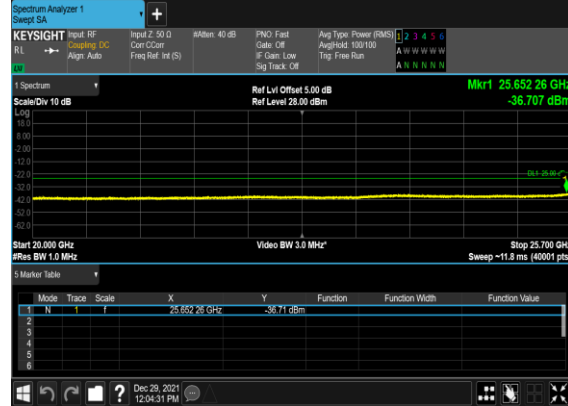 Spectrum Analyzer 1
Swept SA
+
KEYSIGHT Input: RF Input Z: 50 Ω #Atten: 40 dB PNO: Fast Avg Type: Power (RMS) 1 2 3 4 5 6
RL Coupling: DC Corr CCorr Gate: Off Avg|Hold: 100/100 A W W W W W
Align: Auto Freq Ref: Int (S) IF Gain: Low Trig: Free Run
Sig Track: Off A N N N N N
1 Spectrum Ref Lvl Offset 5.00 dB Mkr1 25.652 26 GHz
Scale/Div 10 dB Ref Level 28.00 dBm -36.707 dBm
Log
18.0
8.00
-2.00
-12.0
-22.0
-32.0
-42.0
-52.0
-62.0
Start 20.000 GHz Video BW 3.0 MHz* Stop 25.700 GHz
#Res BW 1.0 MHz Sweep ~11.8 ms (40001 pts)
5 Marker Table
Mode Trace Scale X Y Function Function Width Function Value
1 N 1 f 25.652 26 GHz -36.71 dBm
2
3
4
5
6
? Dec 29, 2021
12:04:31 PM